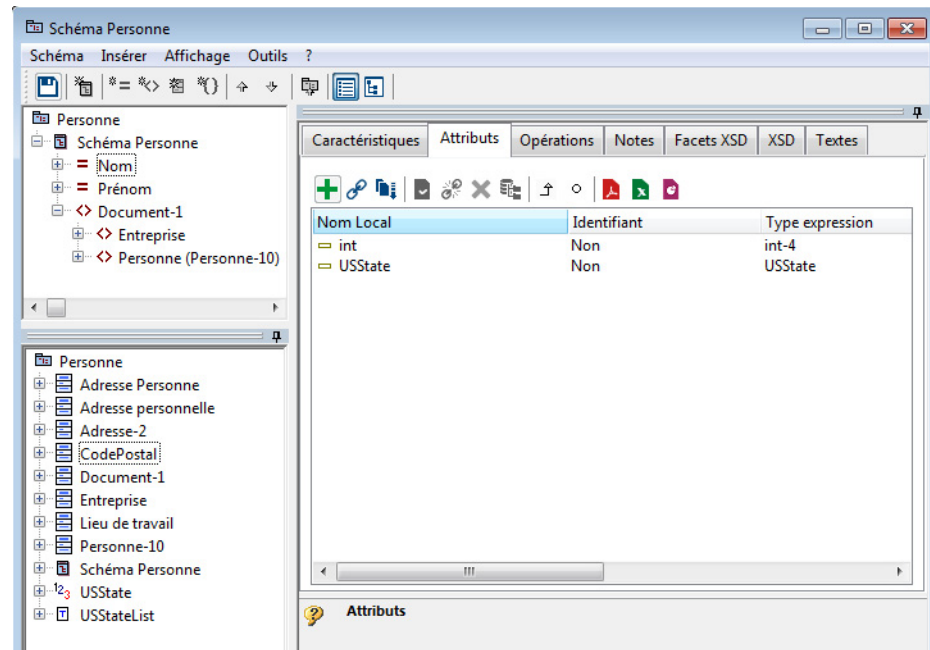 Schéma Personne
Schéma Insérer Affichage Outils ?
Personne
Schéma Personne
Nom
Prénom
Document-1
Entreprise
Personne (Personne-10)
Personne
Adresse Personne
Adresse personnelle
Adresse-2
CodePostal
Document-1
Entreprise
Lieu de travail
Personne-10
Schéma Personne
USState
USStateList
Caractéristiques Attributs Opérations Notes Facets XSD XSD Textes
Nom Local Identifiant Type expression
int Non int-4
USState Non USState
Attributs